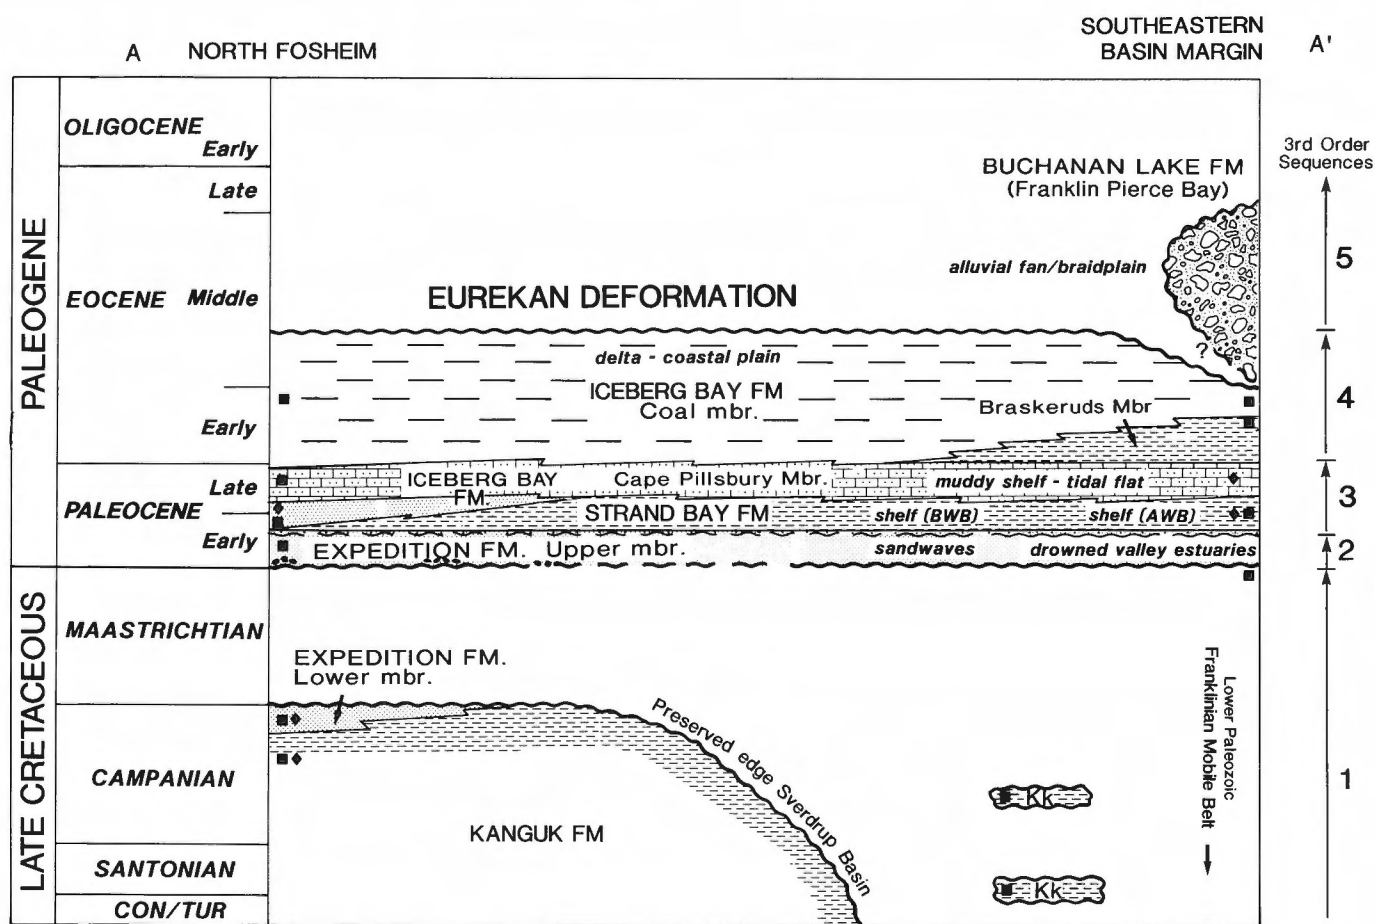 A NORTH FOSHEIM
SOUTHEASTERN
BASIN MARGIN
A'
PALEOGENE
OLIGOCENE
Early
Late
EOCENE Middle
Early
Late
PALEOCENE
Early
LATE CRETACEOUS
MAASTRICHTIAN
CAMPANIAN
SANTONIAN
CON/TUR
3rd Order
Sequences
BUCHANAN LAKE FM
(Franklin Pierce Bay)
alluvial fan/braidplain
5
EUREKAN DEFORMATION
?
delta - coastal plain
ICEBERG BAY FM
Coal mbr.
Braskeruds Mbr
4
ICEBERG BAY
FM
Cape Pillsbury Mbr.
muddy shelf - tidal flat
3
STRAND BAY FM
shelf (BWB)
shelf (AWB)
EXPEDITION FM. Upper mbr.
sandwaves
drowned valley estuaries
2
EXPEDITION FM.
Lower mbr.
Preserved edge Sverdrup Basin
KANGUK FM
Kk
Kk
Lower Paleozoic
Franklinian Mobile Belt
1